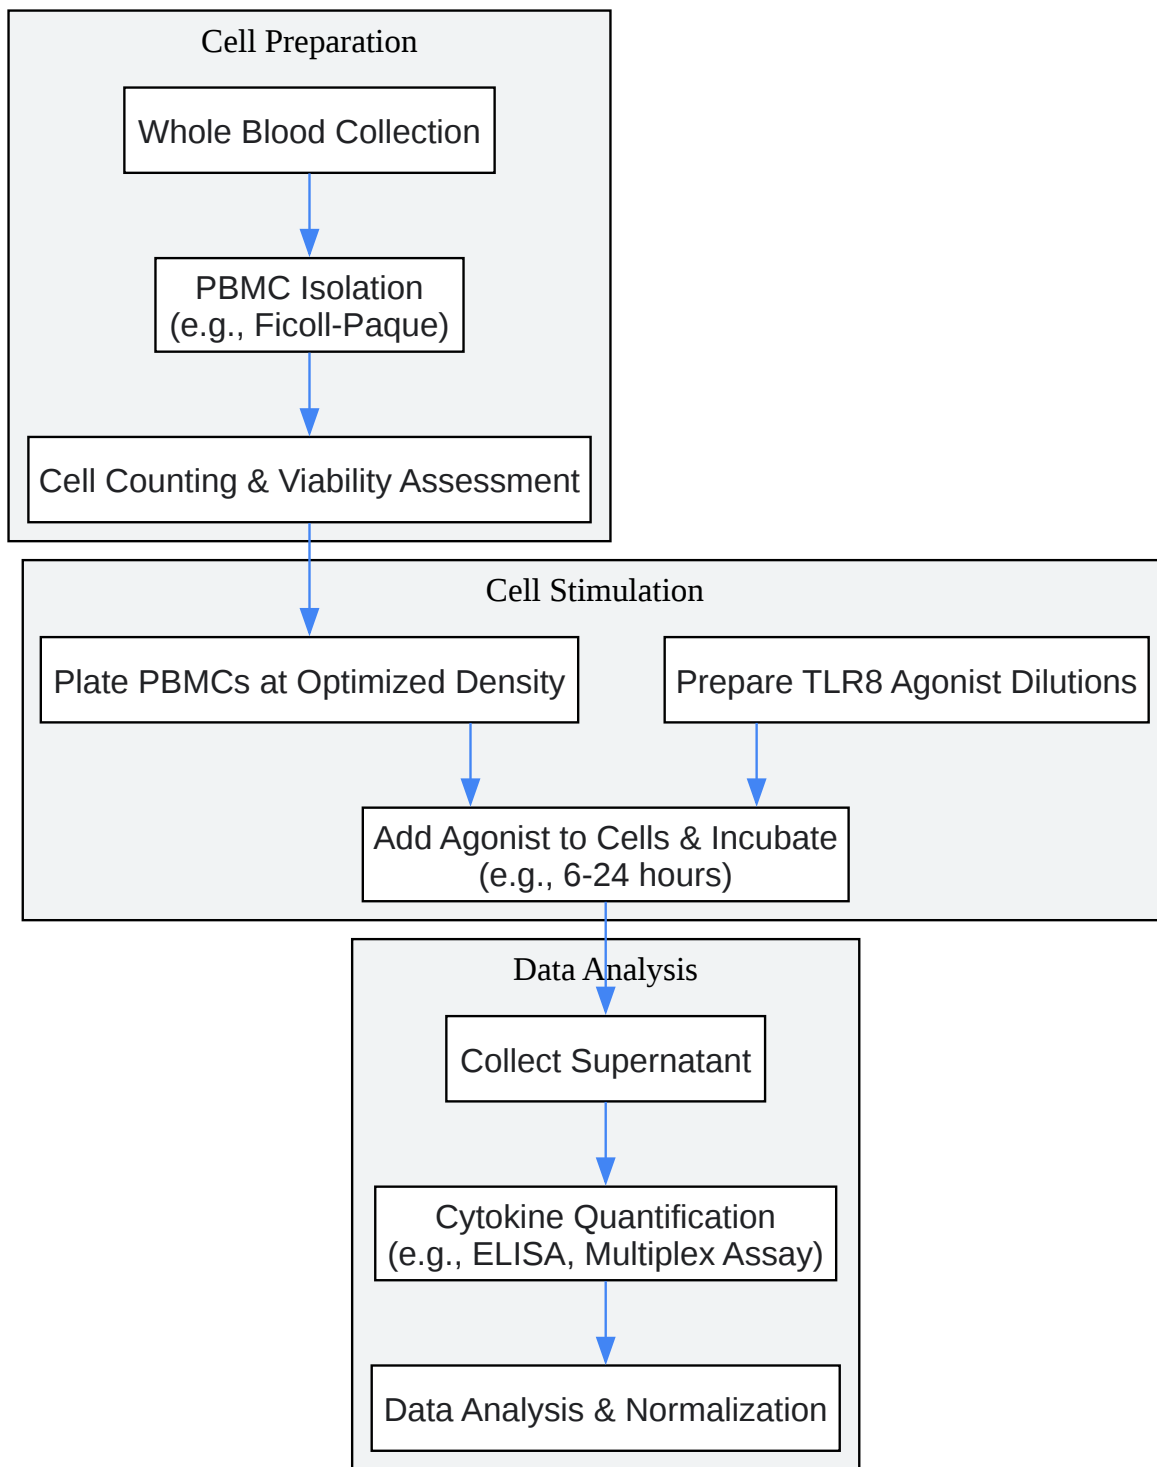 Cell Preparation
Whole Blood Collection
PBMC Isolation
(e.g., Ficoll-Paque)
Cell Counting & Viability Assessment
Cell Stimulation
Plate PBMCs at Optimized Density
Prepare TLR8 Agonist Dilutions
Add Agonist to Cells & Incubate
(e.g., 6-24 hours)
Data Analysis
Collect Supernatant
Cytokine Quantification
(e.g., ELISA, Multiplex Assay)
Data Analysis & Normalization